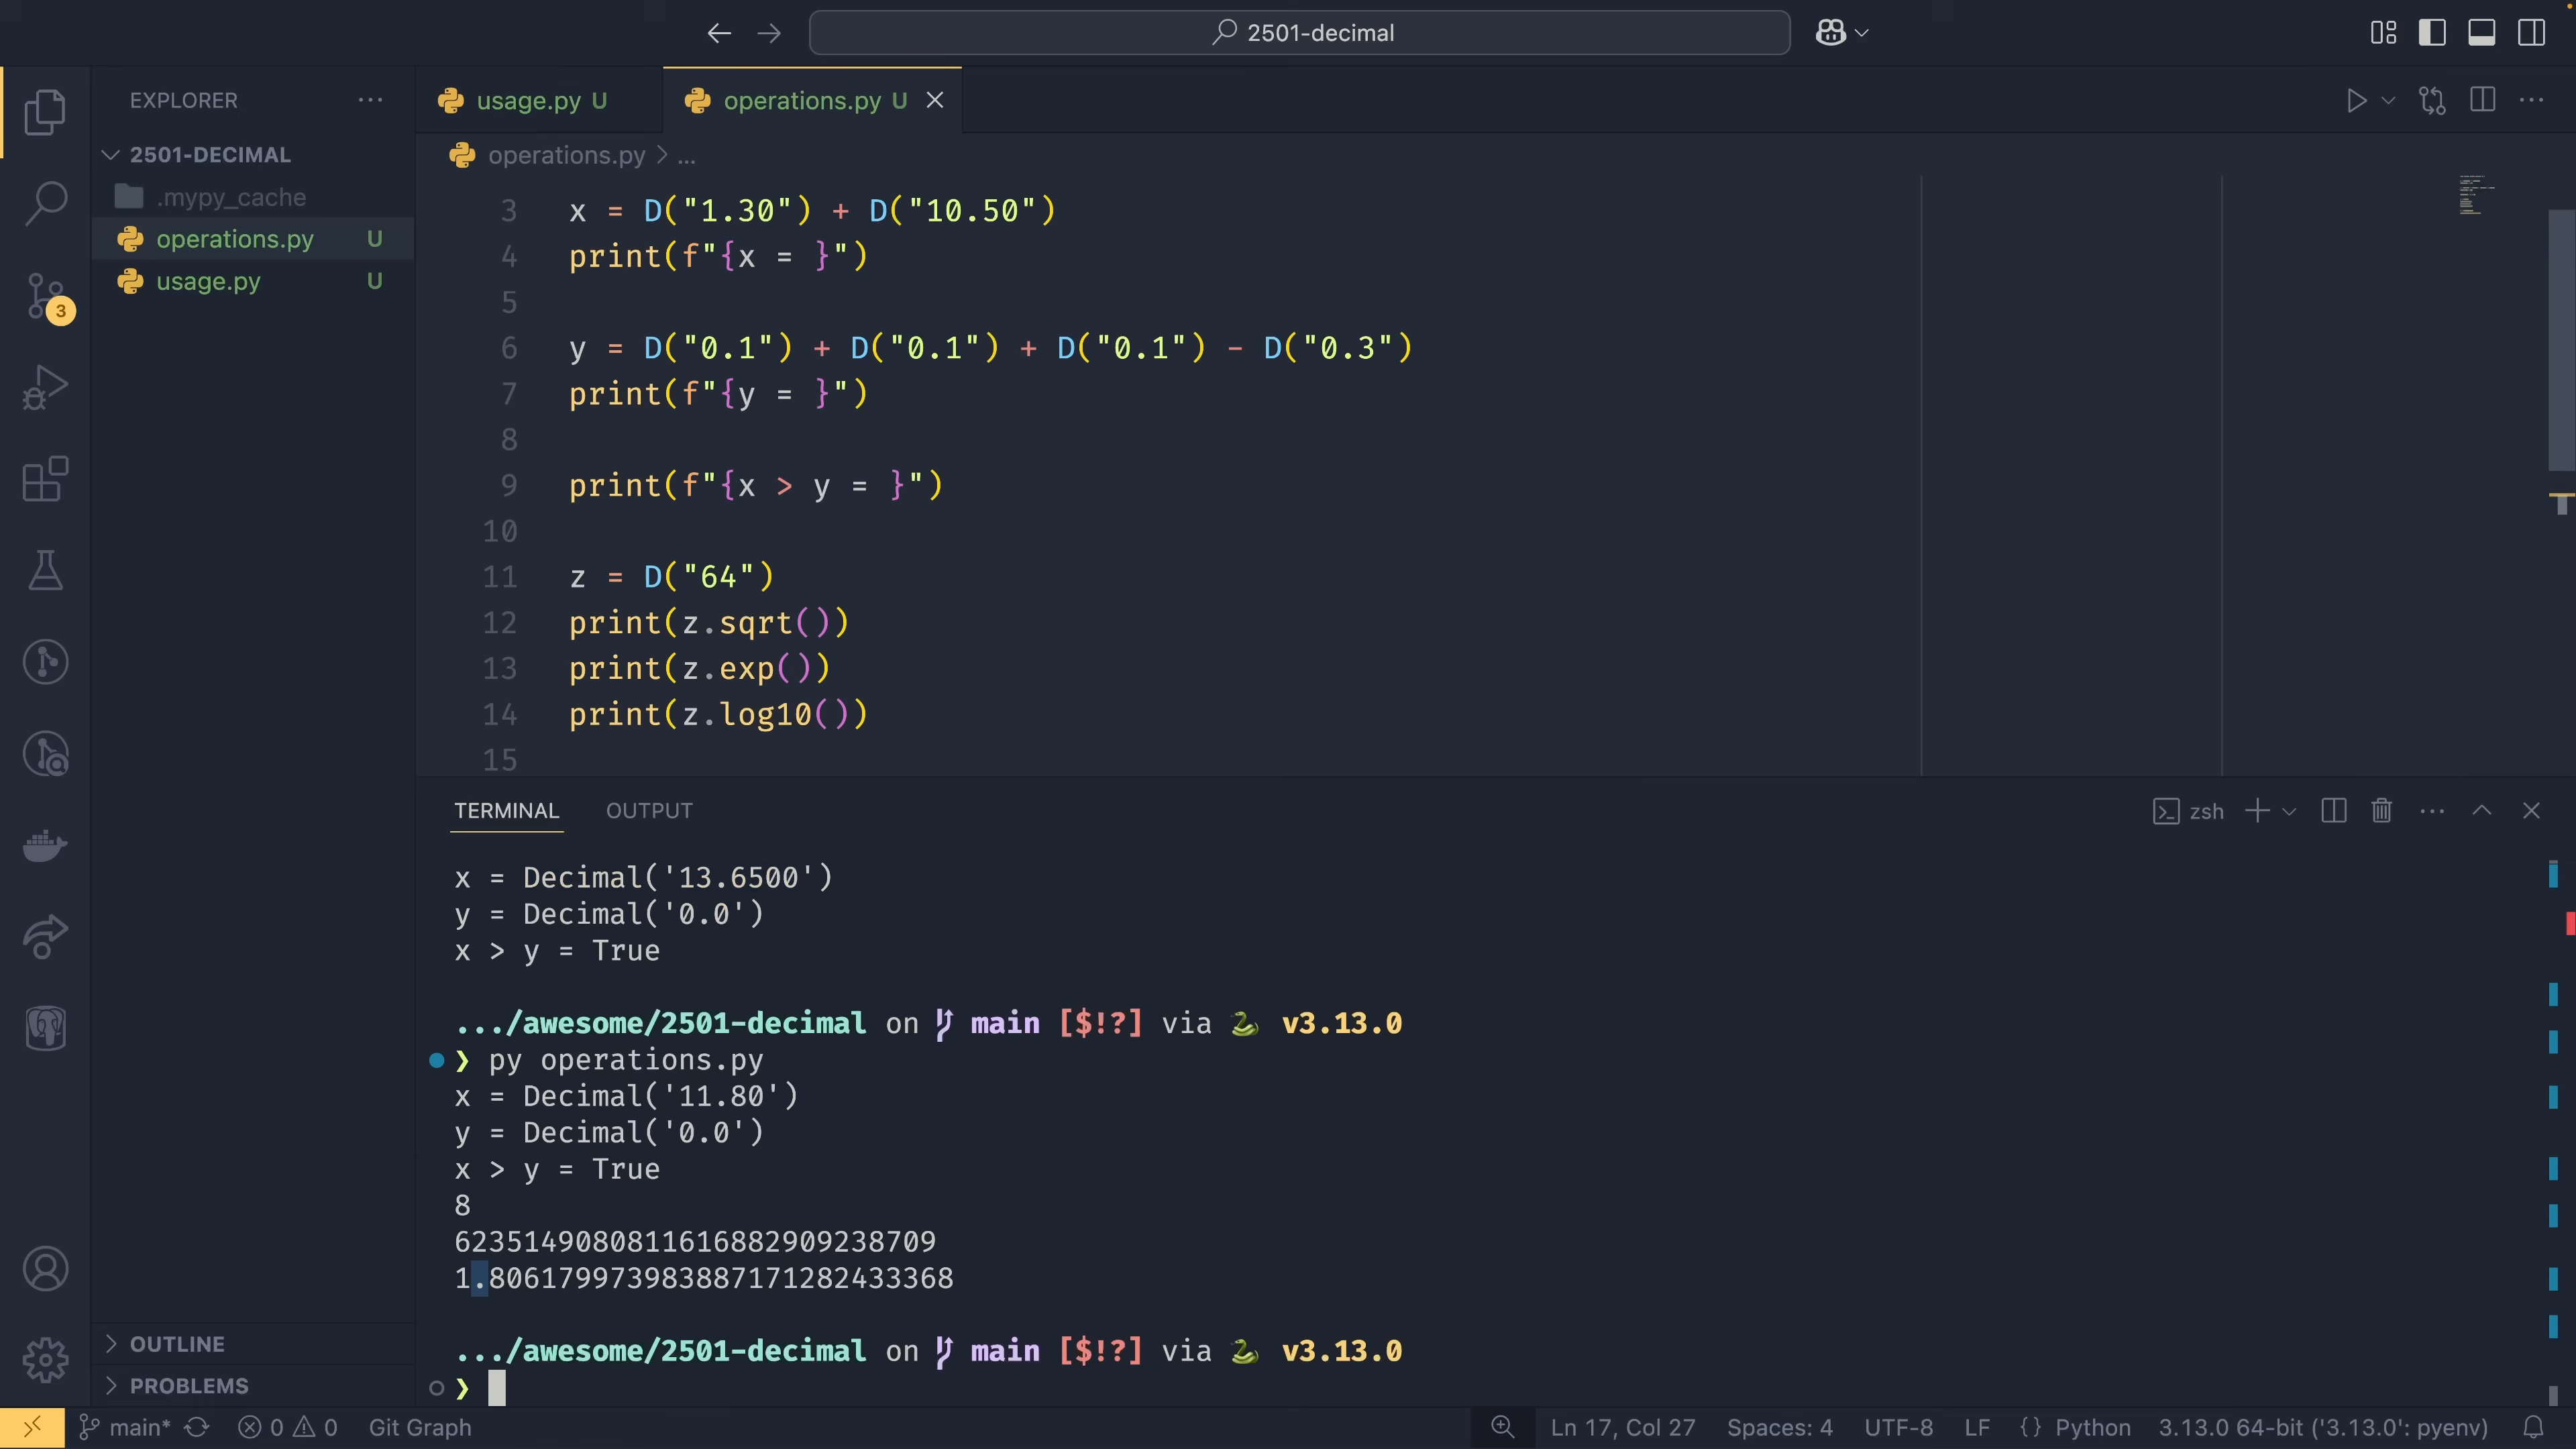 2501-decimal
EXPLORER
usage.py U
operations.py U
2501-DECIMAL
.mypy_cache
operations.py U
usage.py U
3
operations.py > ...
3 x = D("1.30") + D("10.50")
4 print(f"{x = }")
5
6 y = D("0.1") + D("0.1") + D("0.1") - D("0.3")
7 print(f"{y = }")
8
9 print(f"{x > y = }")
10
11 z = D("64")
12 print(z.sqrt())
13 print(z.exp())
14 print(z.log10())
15
TERMINAL OUTPUT
zsh
x = Decimal('13.6500')
y = Decimal('0.0')
x > y = True
.../awesome/2501-decimal on main [$!?] via 🐍 v3.13.0
❯ py operations.py
x = Decimal('11.80')
y = Decimal('0.0')
x > y = True
8
6235149080811616882909238709
1.806179973983887171282433368
.../awesome/2501-decimal on main [$!?] via 🐍 v3.13.0
❯
OUTLINE
PROBLEMS
main* 0 0 Git Graph
Ln 17, Col 27 Spaces: 4 UTF-8 LF {} Python 3.13.0 64-bit ('3.13.0': pyenv)